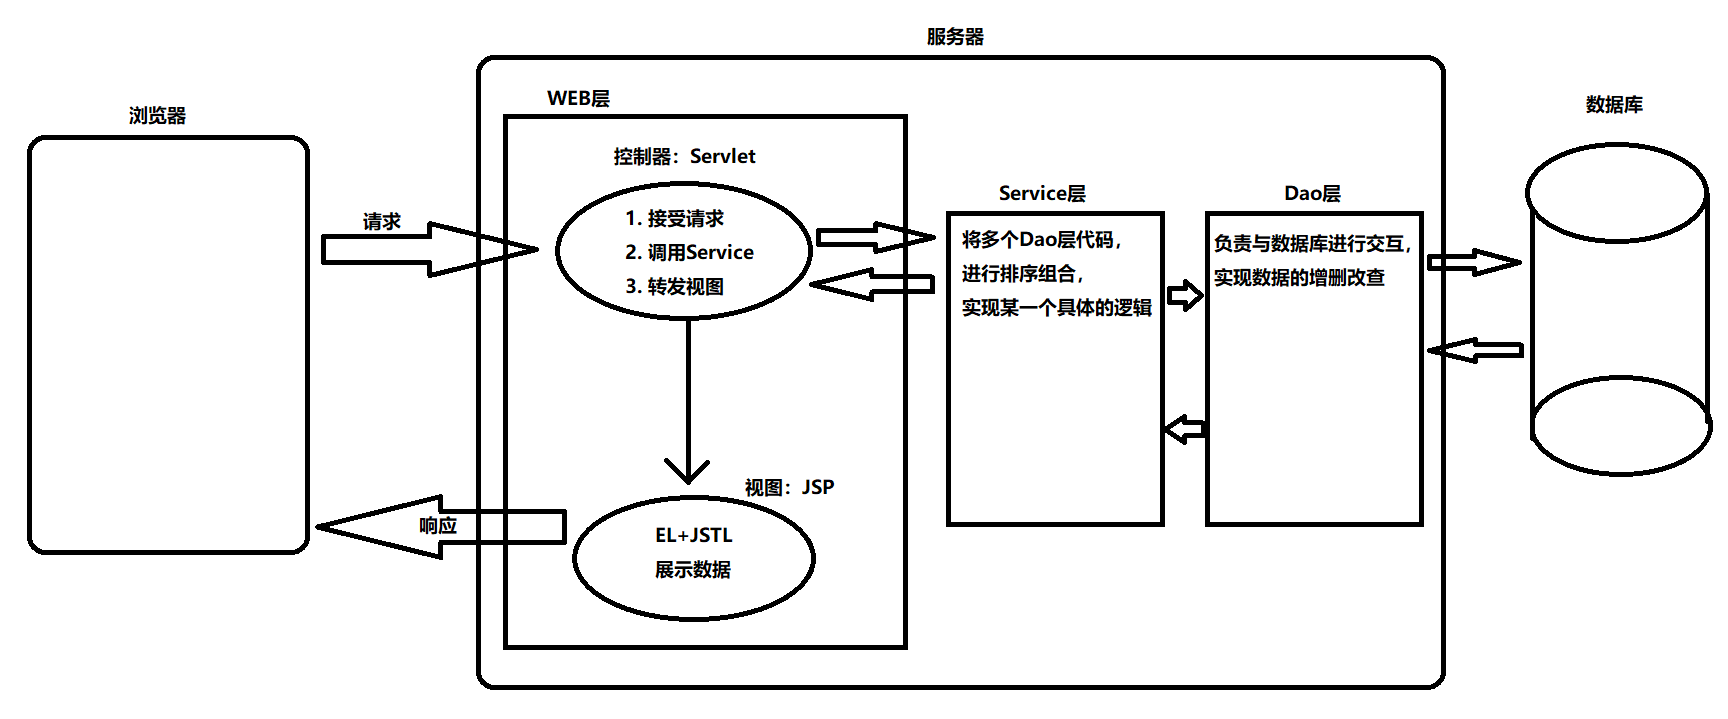 服务器
WEB层
浏览器
数据库
控制器：Servlet
Service层
Dao层
请求
1. 接受请求
2. 调用Service
3. 转发视图
将多个Dao层代码，
进行排序组合，
实现某一个具体的逻辑
负责与数据库进行交互，
实现数据的增删改查
视图：JSP
响应
EL+JSTL
展示数据